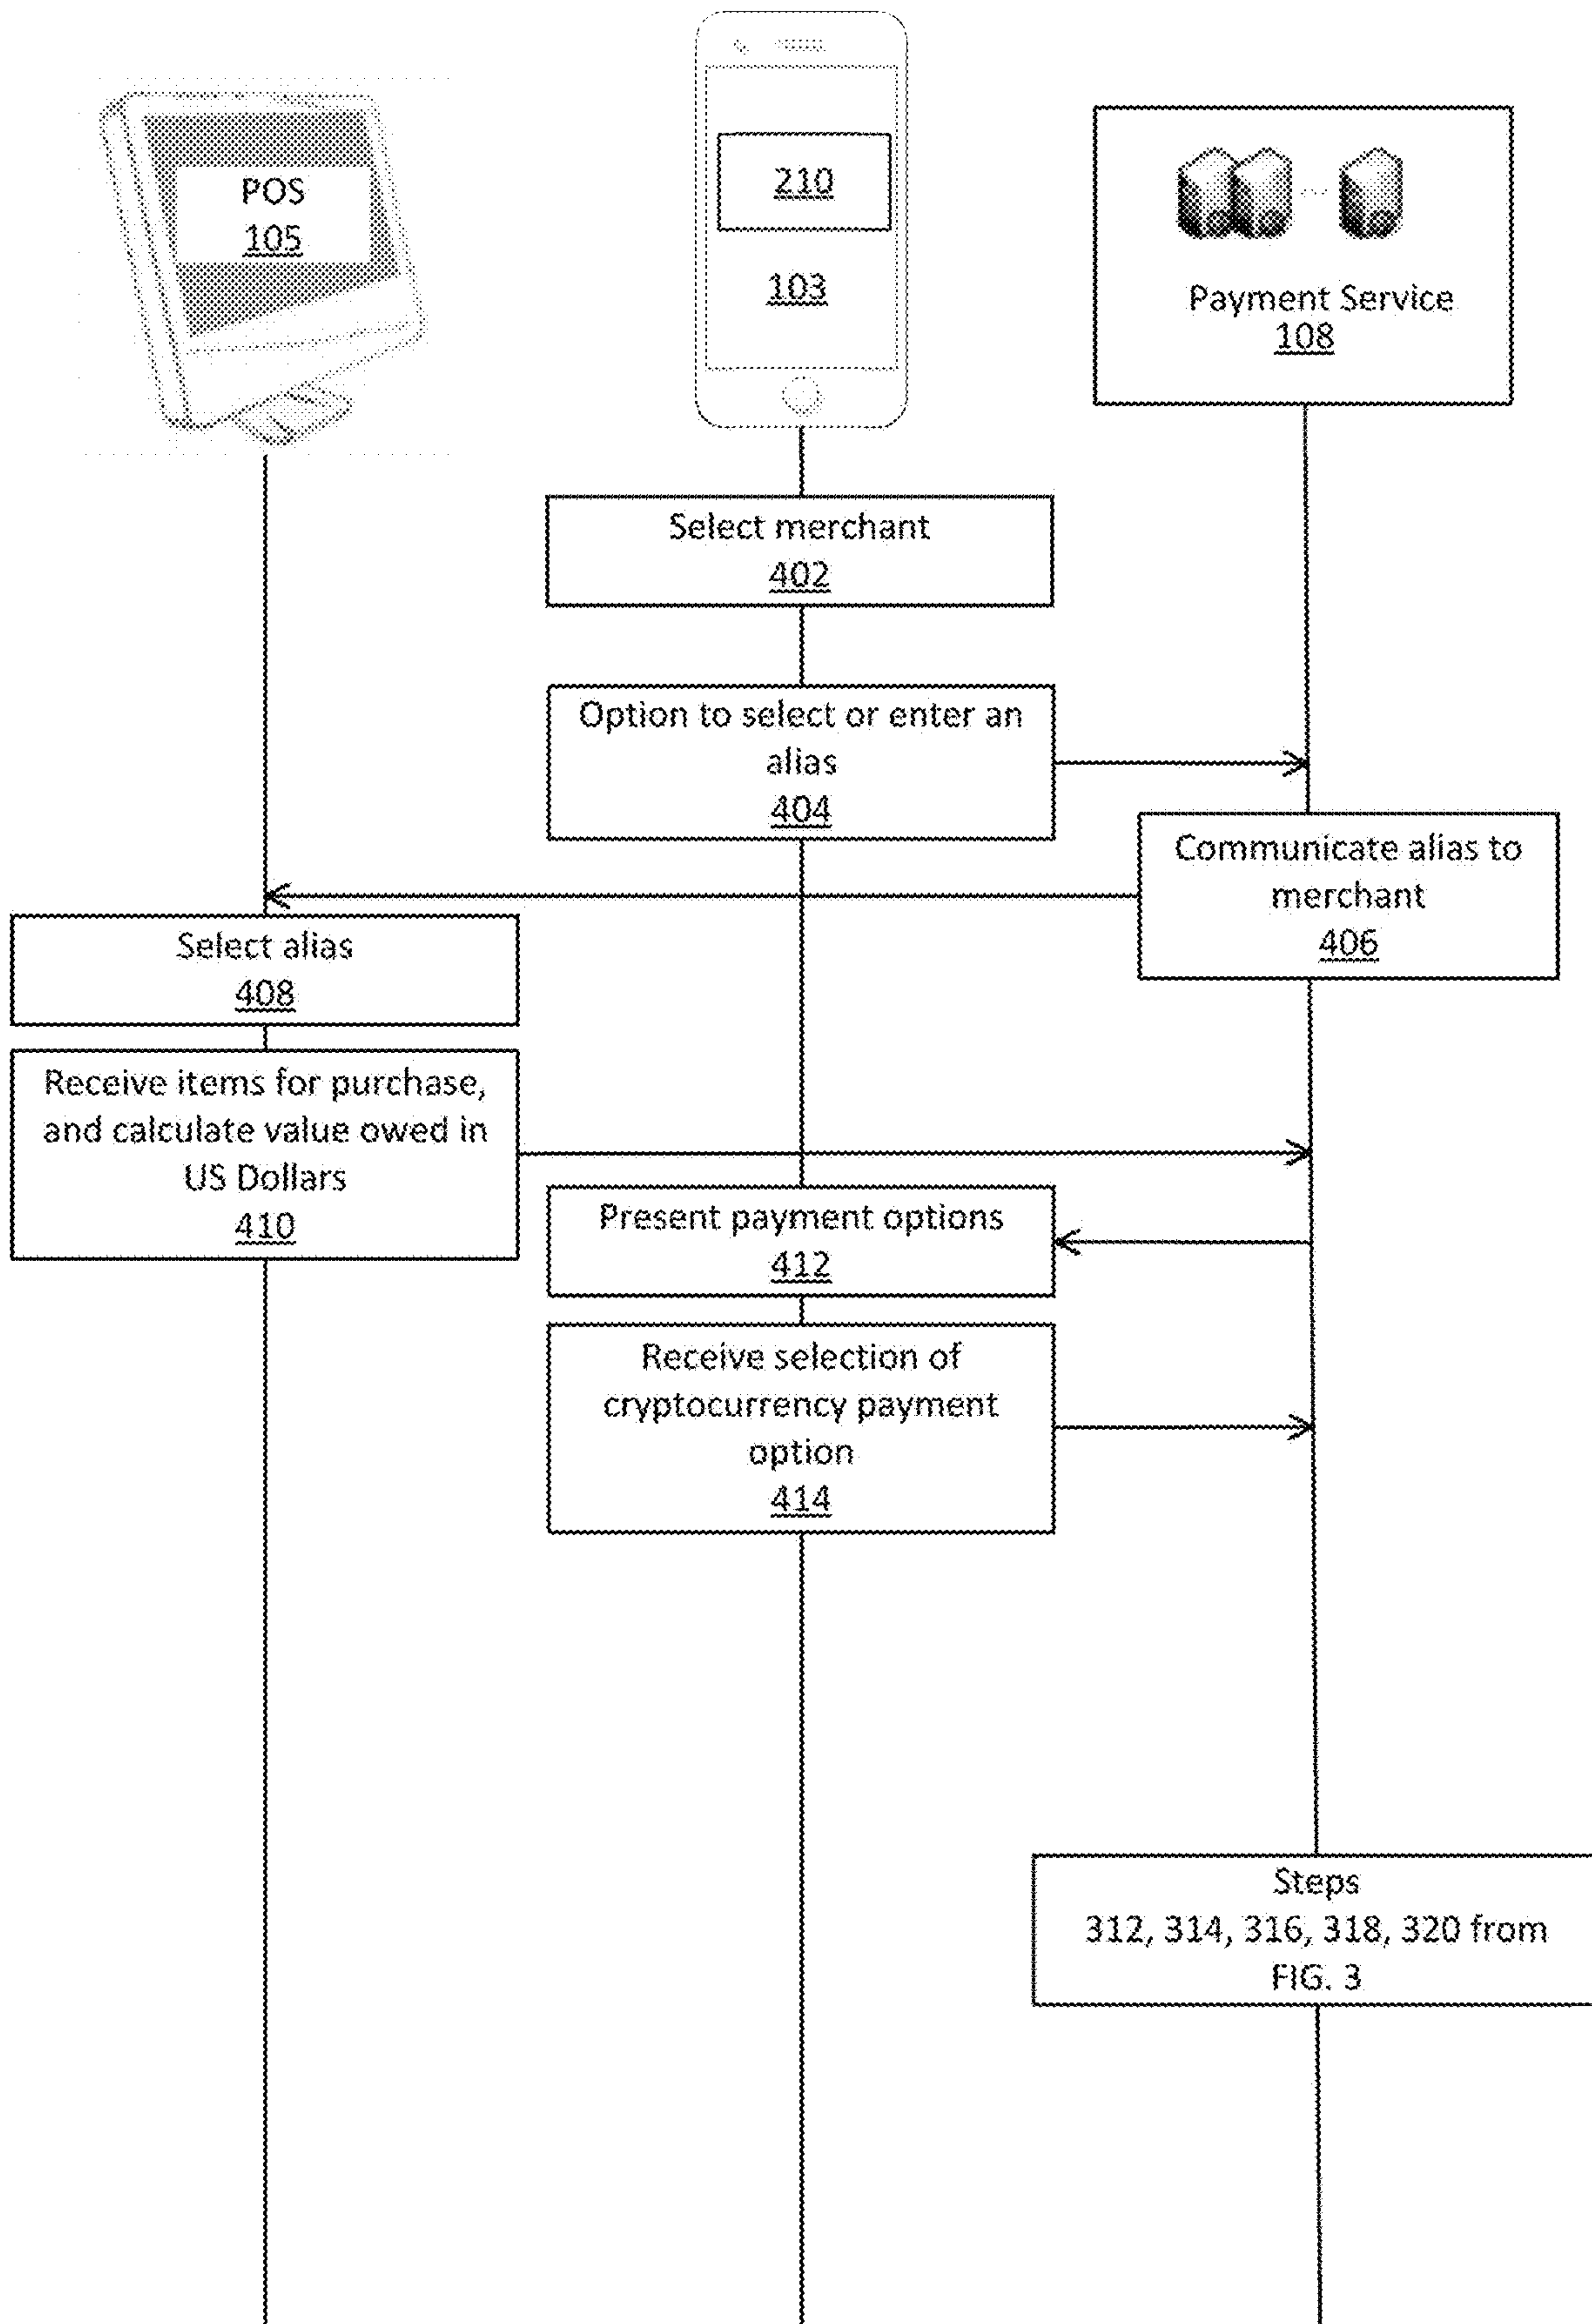 POS
105
210
103
Payment Service
108
Select merchant
402
Option to select or enter an
alias
404
Communicate alias to
merchant
406
Select alias
408
Receive items for purchase,
and calculate value owed in
US Dollars
410
Present payment options
412
Receive selection of
cryptocurrency payment
option
414
Steps
312, 314, 316, 318, 320 from
FIG. 3